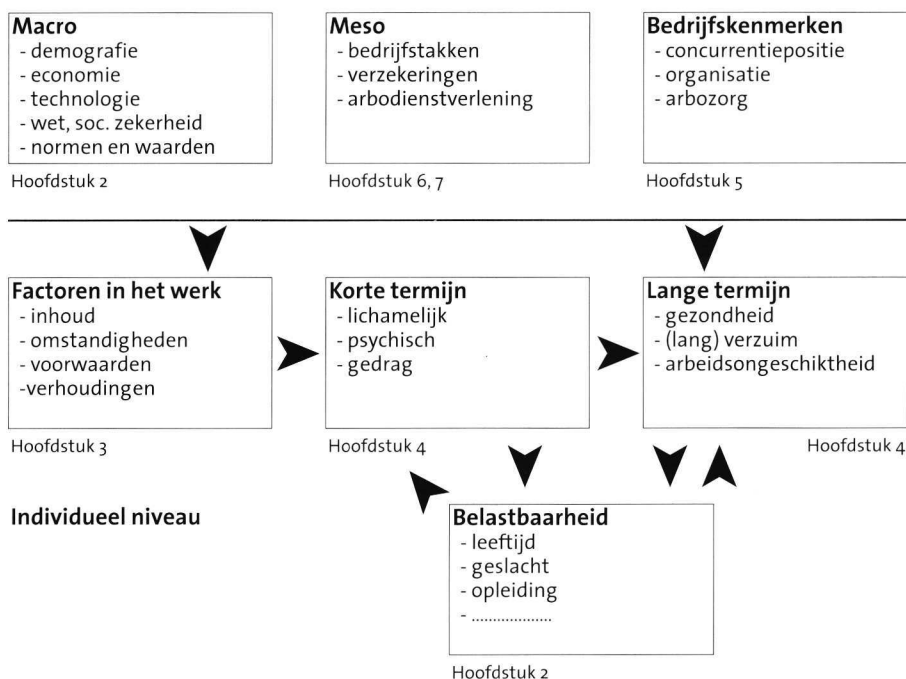 Macro
- demografie
- economie
- technologie
- wet, soc. zekerheid
- normen en waarden
Hoofdstuk 2
Meso
- bedrijfstakken
- verzekeringen
- arbodienstverlening
Hoofdstuk 6, 7
Bedrijfskenmerken
- concurrentiepositie
- organisatie
- arbozorg
Hoofdstuk 5
Factoren in het werk
- inhoud
- omstandigheden
- voorwaarden
-verhoudingen
Hoofdstuk 3
Korte termijn
- lichamelijk
- psychisch
- gedrag
Hoofdstuk 4
Lange termijn
- gezondheid
- (lang) verzuim
- arbeidsongeschiktheid
Hoofdstuk 4
Individueel niveau
Belastbaarheid
- leeftijd
- geslacht
- opleiding
- ...................
Hoofdstuk 2